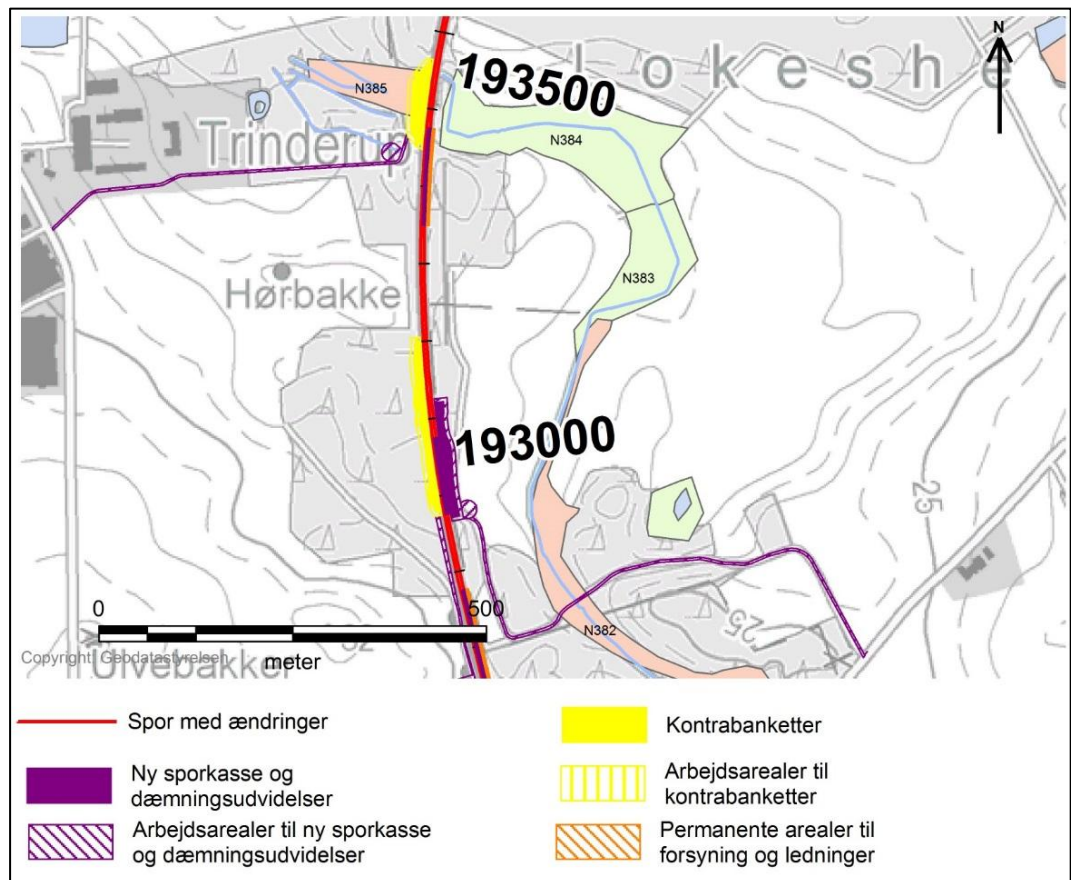 N
193500
l o k e s h e
N385
N384
Trinderup
N383
Hørbakke
193000
25
0
500
N382
25
Copyright: Geodatastyrelsen
meter
Ulvebakker
Spor med ændringer
Kontrabanketter
Ny sporkasse og
dæmningsudvidelser
Arbejdsarealer til
kontrabanketter
Arbejdsarealer til ny sporkasse
og dæmningsudvidelser
Permanente arealer til
forsyning og ledninger